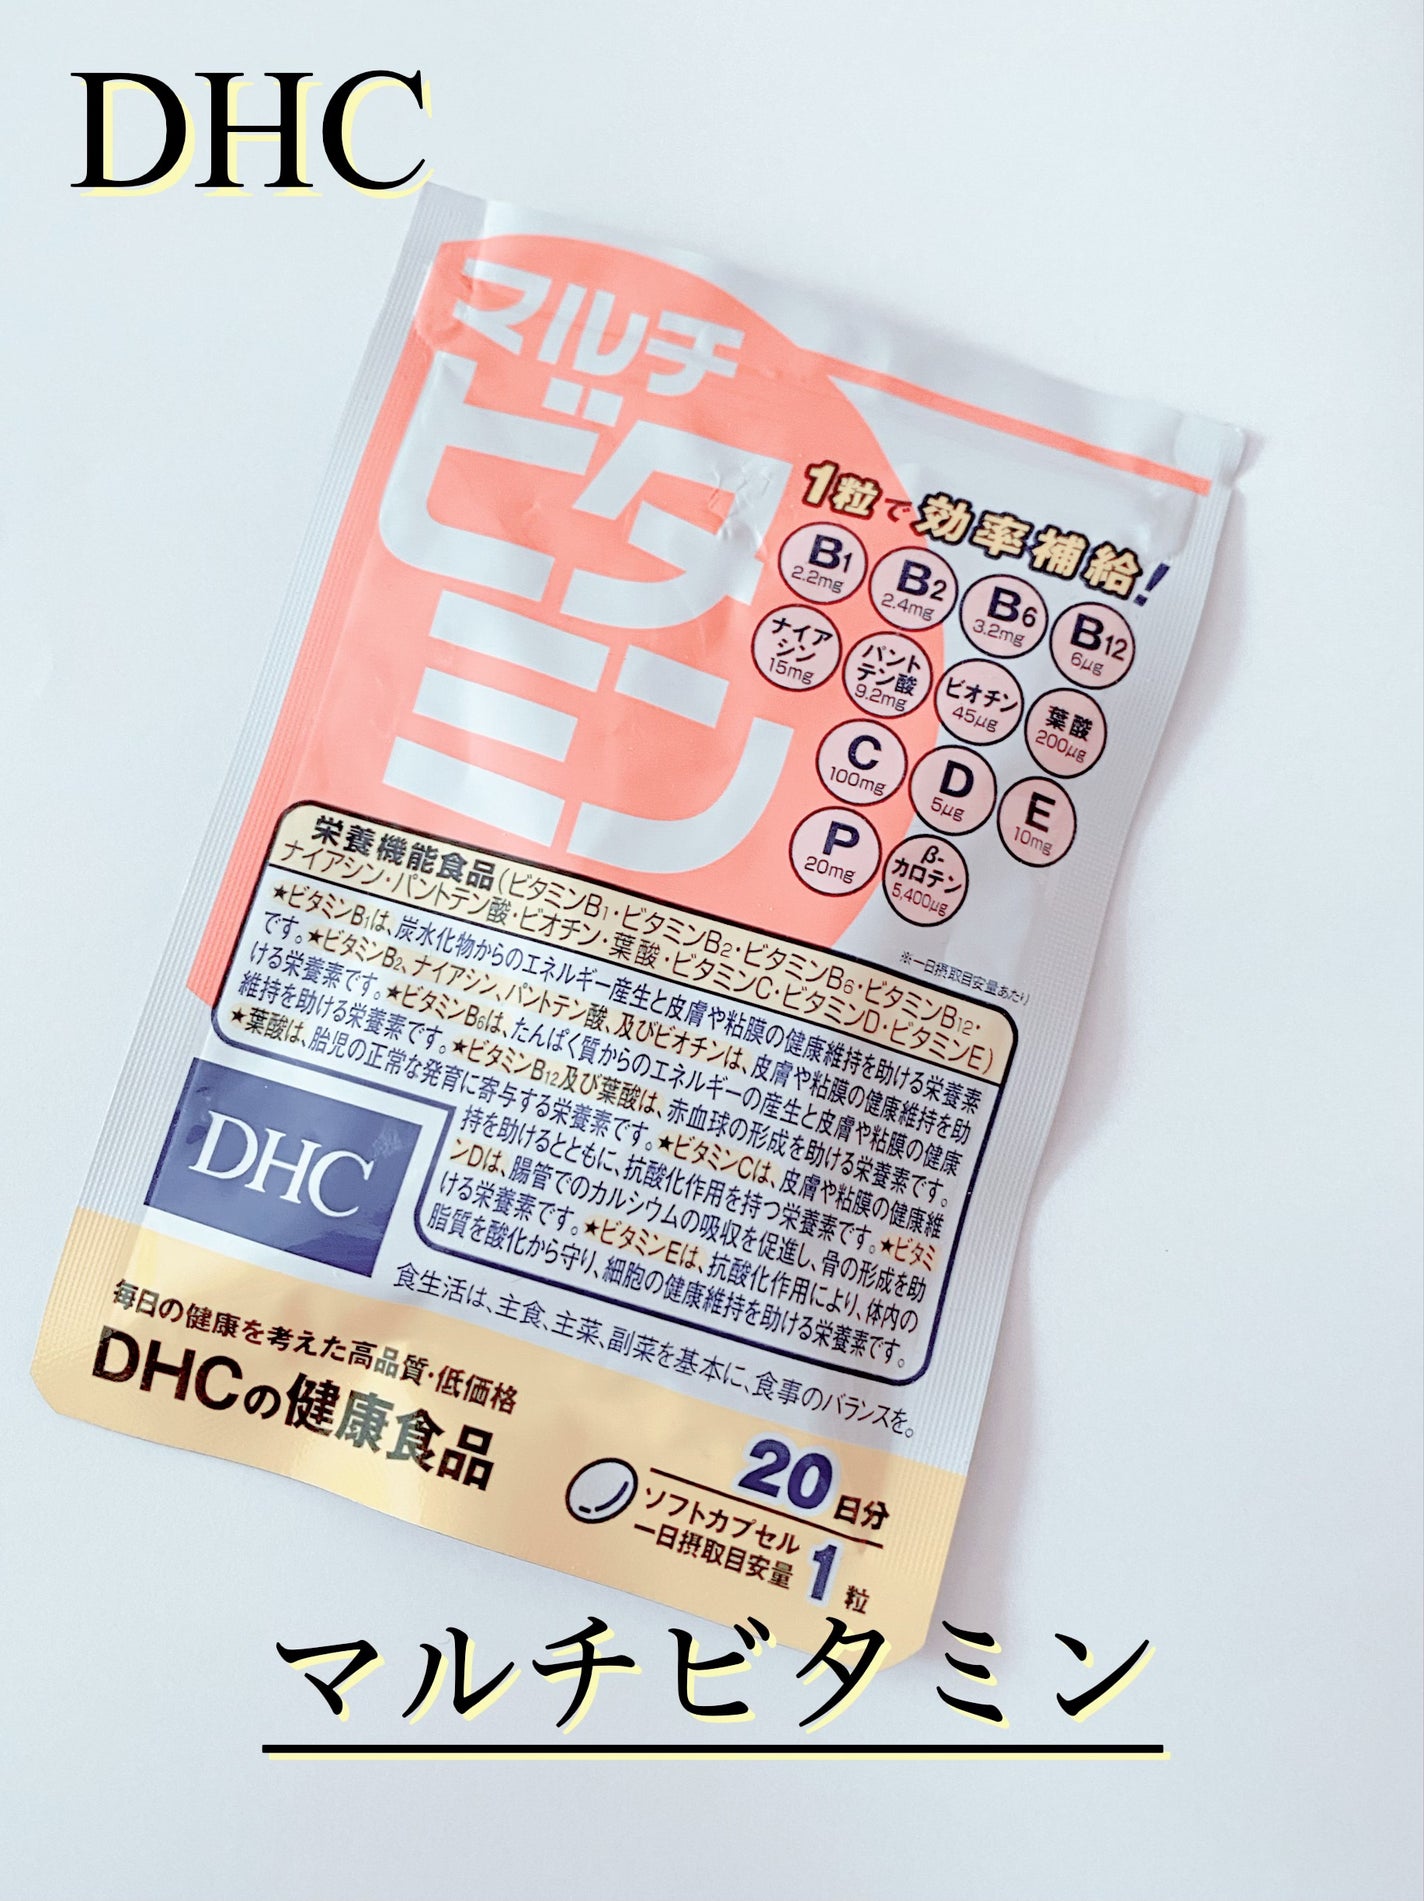 DHC
マルチ
ビタ
ミン
1粒で効率補給!
B1 2.2mg
B2 2.4mg
B6 3.2mg
B12 6μg
ナイアシン 15mg
パントテン酸 9.2mg
ビオチン 45μg
葉酸 200μg
C 100mg
D 5μg
E 10mg
P 20mg
β-カロテン 5,400μg
※一日摂取目安量あたり
栄養機能食品(ビタミンB1・ビタミンB2・ビタミンB6・ビタミンB12・
ナイアシン・パントテン酸・ビオチン・葉酸・ビタミンC・ビタミンD・ビタミンE)
★ビタミンB1は、炭水化物からのエネルギー産生と皮膚や粘膜の健康維持を助ける栄養素
です。★ビタミンB2、ナイアシン、パントテン酸、及びビオチンは、皮膚や粘膜の健康維持を助
ける栄養素です。★ビタミンB6は、たんぱく質からのエネルギーの産生と皮膚や粘膜の健康
維持を助ける栄養素です。★ビタミンB12及び葉酸は、赤血球の形成を助ける栄養素です。
★葉酸は、胎児の正常な発育に寄与する栄養素です。★ビタミンCは、皮膚や粘膜の健康維
持を助けるとともに、抗酸化作用を持つ栄養素です。★ビタミ
ンDは、腸管でのカルシウムの吸収を促進し、骨の形成を助
ける栄養素です。★ビタミンEは、抗酸化作用により、体内の
脂質を酸化から守り、細胞の健康維持を助ける栄養素です。
DHC
食生活は、主食、主菜、副菜を基本に、食事のバランスを。
毎日の健康を考えた高品質・低価格
DHCの健康食品
20日分
ソフトカプセル
一日摂取目安量 1粒
マルチビタミン